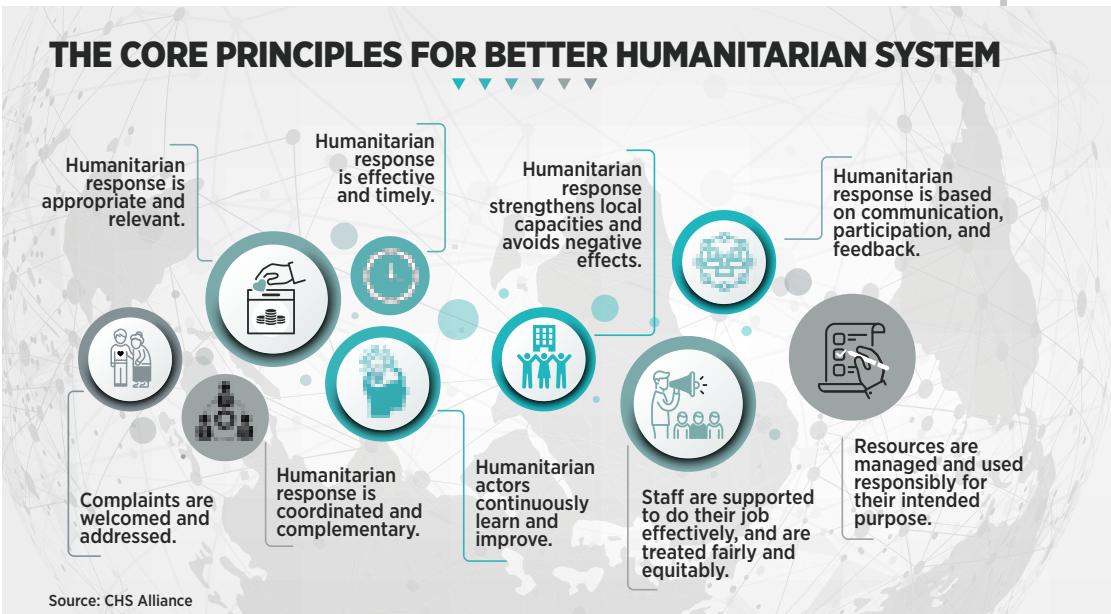 THE CORE PRINCIPLES FOR BETTER HUMANITARIAN SYSTEM
Humanitarian
response is
appropriate and
relevant.
Humanitarian
response
is effective
and timely.
Humanitarian
response
strengthens local
capacities and
avoids negative
effects.
Humanitarian
response is based
on communication,
participation, and
feedback.
Complaints are
welcomed and
addressed.
Humanitarian
response is
coordinated and
complementary.
Humanitarian
actors
continuously
learn and
improve.
Staff are supported
to do their job
effectively, and are
treated fairly and
equitably.
Resources are
managed and used
responsibly for
their intended
purpose.
Source: CHS Alliance